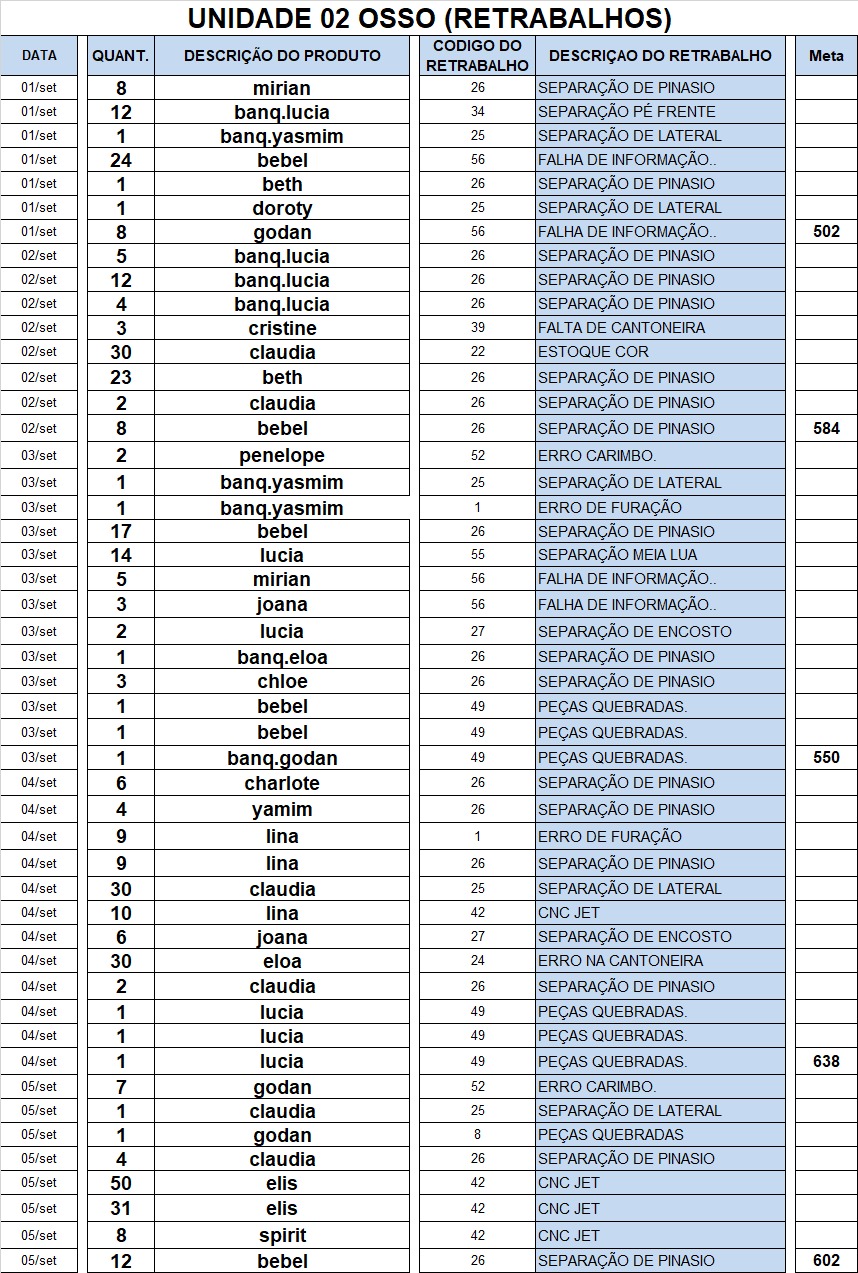 UNIDADE 02 OSSO (RETRABALHOS)
DATA QUANT. DESCRIÇÃO DO PRODUTO CODIGO DO RETRABALHO DESCRIÇAO DO RETRABALHO Meta
01/set 8 mirian 26 SEPARAÇÃO DE PINASIO
01/set 12 banq.lucia 34 SEPARAÇÃO PÉ FRENTE
01/set 1 banq.yasmim 25 SEPARAÇÃO DE LATERAL
01/set 24 bebel 56 FALHA DE INFORMAÇÃO..
01/set 1 beth 26 SEPARAÇÃO DE PINASIO
01/set 1 doroty 25 SEPARAÇÃO DE LATERAL
01/set 8 godan 56 FALHA DE INFORMAÇÃO.. 502
02/set 5 banq.lucia 26 SEPARAÇÃO DE PINASIO
02/set 12 banq.lucia 26 SEPARAÇÃO DE PINASIO
02/set 4 banq.lucia 26 SEPARAÇÃO DE PINASIO
02/set 3 cristine 39 FALTA DE CANTONEIRA
02/set 30 claudia 22 ESTOQUE COR
02/set 23 beth 26 SEPARAÇÃO DE PINASIO
02/set 2 claudia 26 SEPARAÇÃO DE PINASIO
02/set 8 bebel 26 SEPARAÇÃO DE PINASIO 584
03/set 2 penelope 52 ERRO CARIMBO.
03/set 1 banq.yasmim 25 SEPARAÇÃO DE LATERAL
03/set 1 banq.yasmim 1 ERRO DE FURAÇÃO
03/set 17 bebel 26 SEPARAÇÃO DE PINASIO
03/set 14 lucia 55 SEPARAÇÃO MEIA LUA
03/set 5 mirian 56 FALHA DE INFORMAÇÃO..
03/set 3 joana 56 FALHA DE INFORMAÇÃO..
03/set 2 lucia 27 SEPARAÇÃO DE ENCOSTO
03/set 1 banq.eloa 26 SEPARAÇÃO DE PINASIO
03/set 3 chloe 26 SEPARAÇÃO DE PINASIO
03/set 1 bebel 49 PEÇAS QUEBRADAS.
03/set 1 bebel 49 PEÇAS QUEBRADAS.
03/set 1 banq.godan 49 PEÇAS QUEBRADAS. 550
04/set 6 charlote 26 SEPARAÇÃO DE PINASIO
04/set 4 yamim 26 SEPARAÇÃO DE PINASIO
04/set 9 lina 1 ERRO DE FURAÇÃO
04/set 9 lina 26 SEPARAÇÃO DE PINASIO
04/set 30 claudia 25 SEPARAÇÃO DE LATERAL
04/set 10 lina 42 CNC JET
04/set 6 joana 27 SEPARAÇÃO DE ENCOSTO
04/set 30 eloa 24 ERRO NA CANTONEIRA
04/set 2 claudia 26 SEPARAÇÃO DE PINASIO
04/set 1 lucia 49 PEÇAS QUEBRADAS.
04/set 1 lucia 49 PEÇAS QUEBRADAS.
04/set 1 lucia 49 PEÇAS QUEBRADAS. 638
05/set 7 godan 52 ERRO CARIMBO.
05/set 1 claudia 25 SEPARAÇÃO DE LATERAL
05/set 1 godan 8 PEÇAS QUEBRADAS
05/set 4 claudia 26 SEPARAÇÃO DE PINASIO
05/set 50 elis 42 CNC JET
05/set 31 elis 42 CNC JET
05/set 8 spirit 42 CNC JET
05/set 12 bebel 26 SEPARAÇÃO DE PINASIO 602